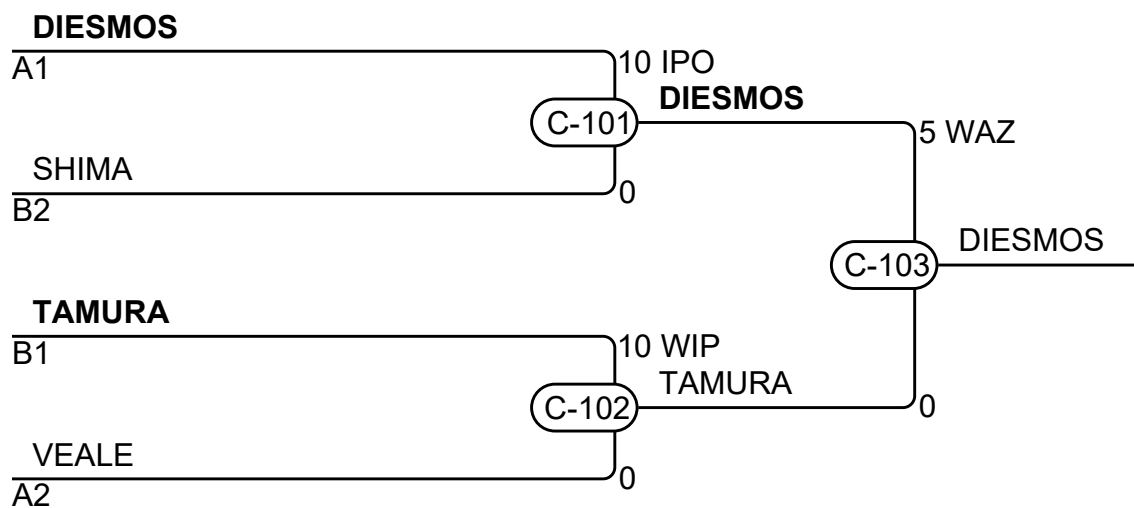 DIESMOS
A1
10 IPO
DIESMOS
C-101
5 WAZ
SHIMA
B2
0
DIESMOS
C-103
TAMURA
B1
10 WIP
TAMURA
C-102
0
VEALE
A2
0